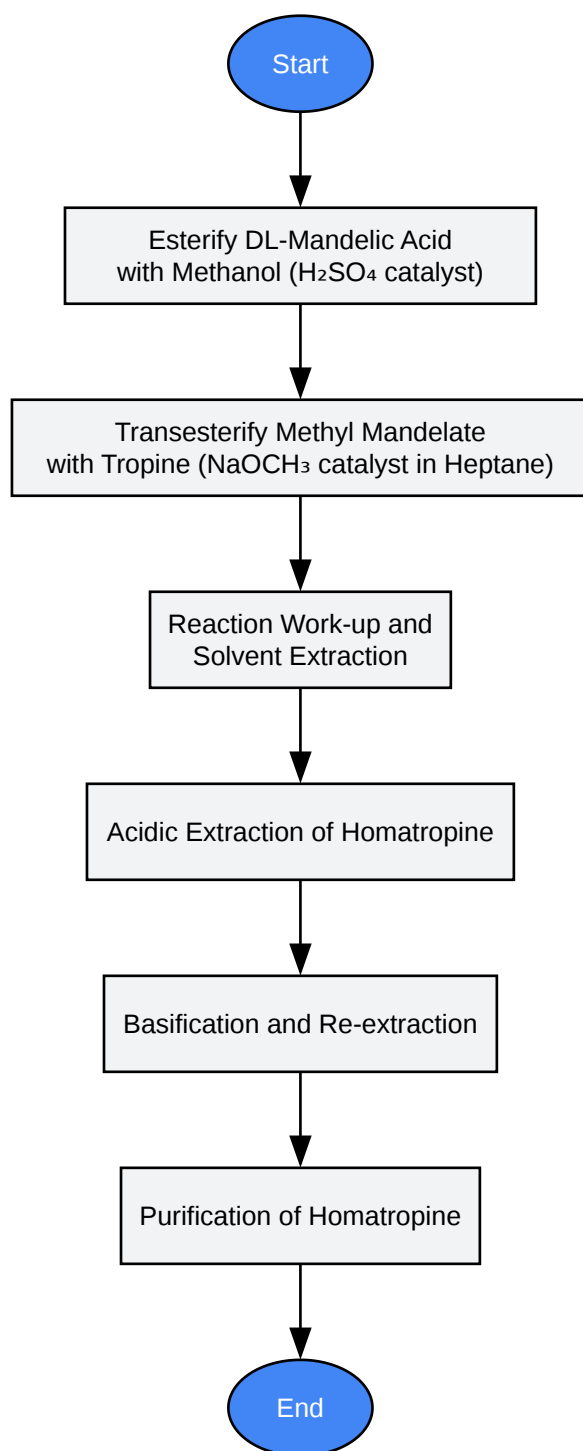 Start
Esterify DL-Mandelic Acid
with Methanol (H₂SO₄ catalyst)
Transesterify Methyl Mandelate
with Tropine (NaOCH₃ catalyst in Heptane)
Reaction Work-up and
Solvent Extraction
Acidic Extraction of Homatropine
Basification and Re-extraction
Purification of Homatropine
End